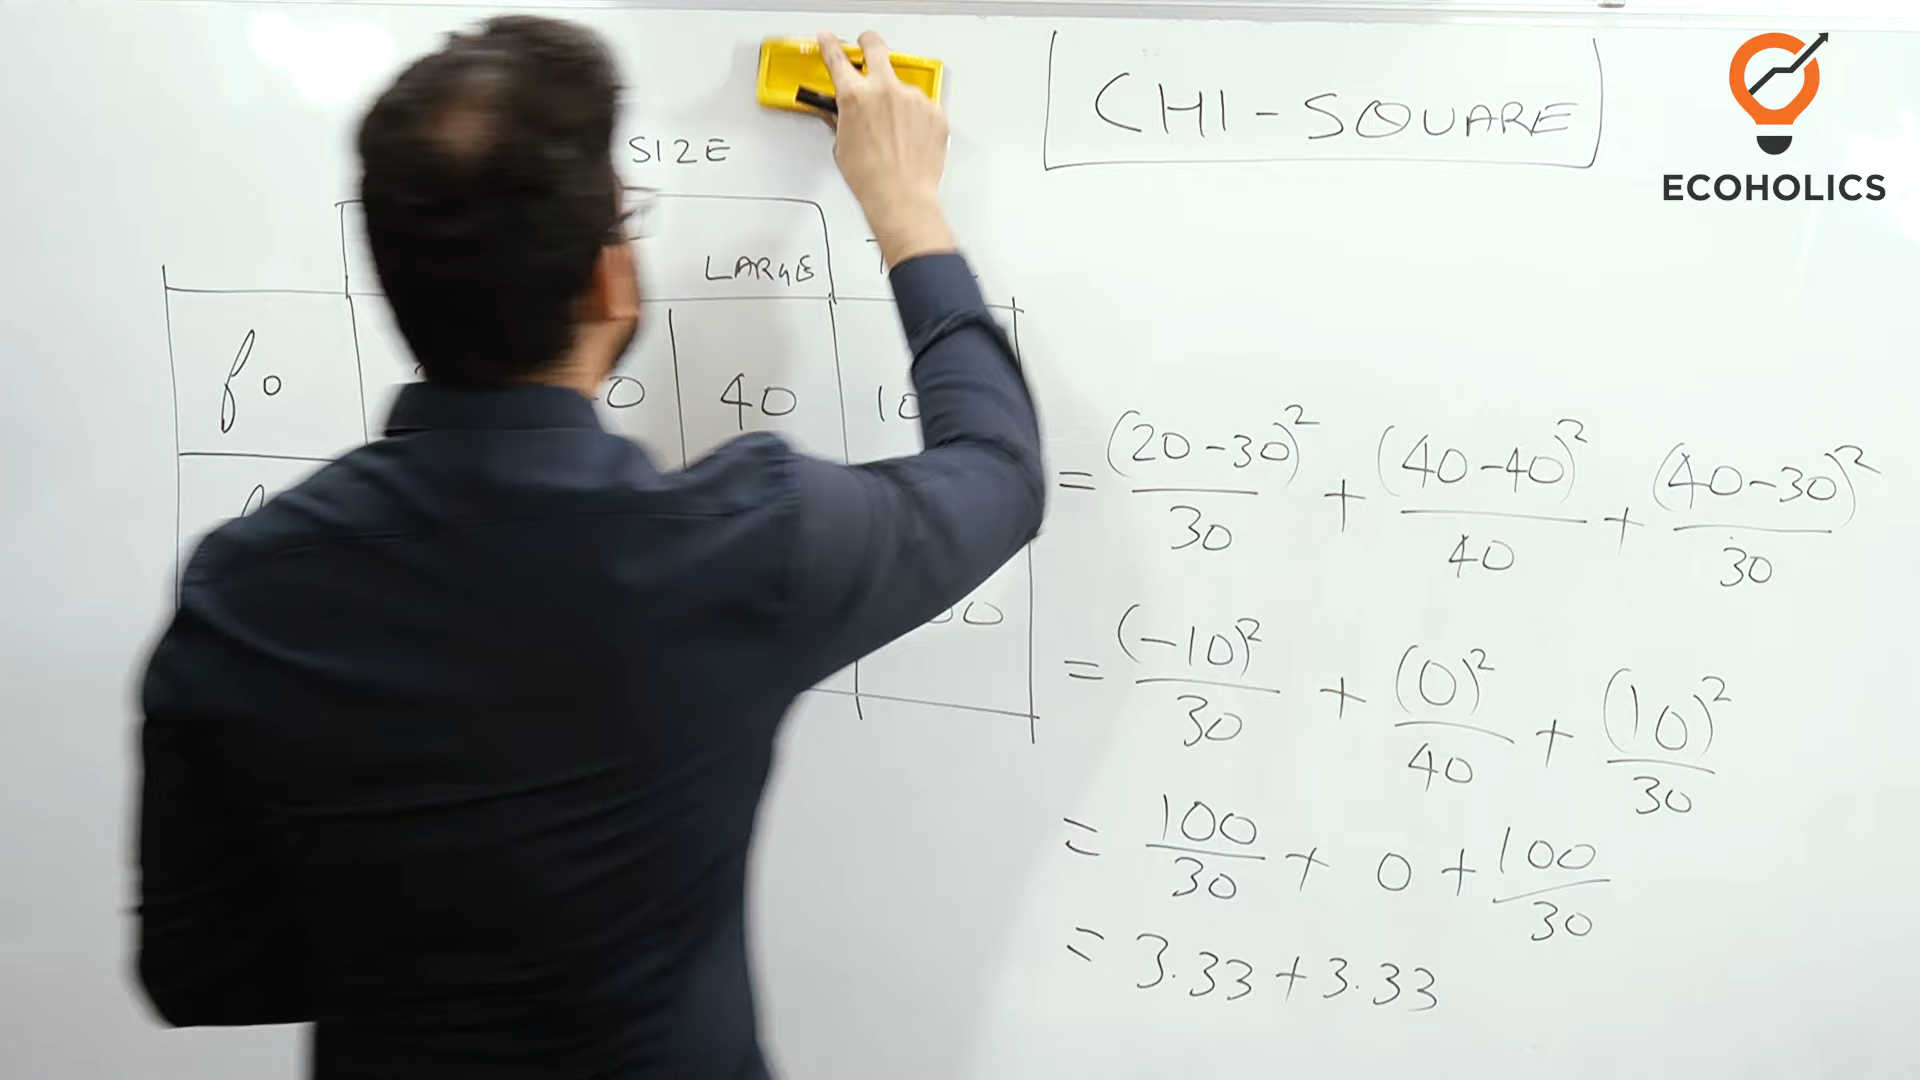 CHI-SQUARE
ECOHOLICS
SIZE
LARGE
fo 40 10
= (20-30)²/30 + (40-40)²/40 + (40-30)²/30
= (-10)²/30 + (0)²/40 + (10)²/30
= 100/30 + 0 + 100/30
= 3.33 + 3.33